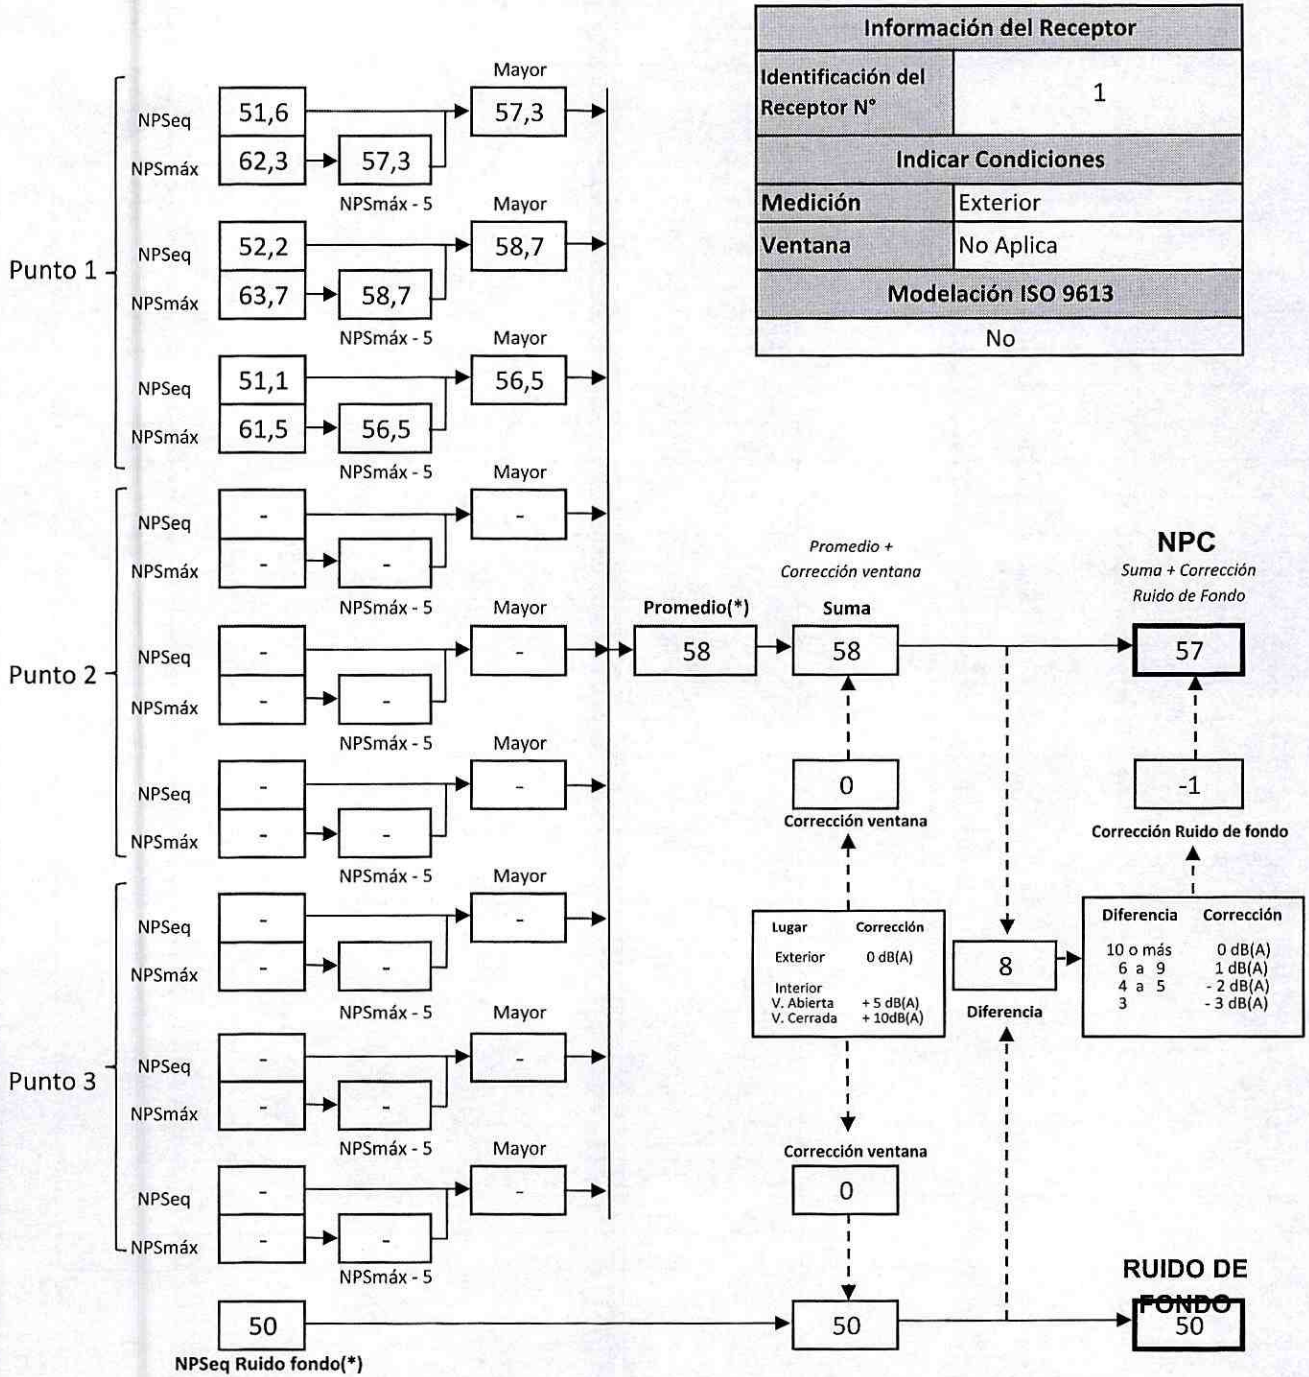 Información del Receptor
Identificación del Receptor N° 1
Indicar Condiciones
Medición Exterior
Ventana No Aplica
Modelación ISO 9613
No
Punto 1
Mayor
NPSeq 51,6 57,3
NPSmáx 62,3 57,3
NPSmáx - 5 Mayor
NPSeq 52,2 58,7
NPSmáx 63,7 58,7
NPSmáx - 5 Mayor
NPSeq 51,1 56,5
NPSmáx 61,5 56,5
NPSmáx - 5 Mayor
Punto 2
NPSeq - -
NPSmáx - -
NPSmáx - 5 Mayor
NPSeq - -
NPSmáx - -
NPSmáx - 5 Mayor
NPSeq - -
NPSmáx - -
NPSmáx - 5 Mayor
Punto 3
NPSeq - -
NPSmáx - -
NPSmáx - 5 Mayor
NPSeq - -
NPSmáx - -
NPSmáx - 5 Mayor
NPSeq - -
NPSmáx - -
NPSmáx - 5
50
NPSeq Ruido fondo(*)
Promedio(*)
58
Promedio +
Corrección ventana
Suma
58
0
Corrección ventana
Lugar Corrección
Exterior 0 dB(A)
Interior
V. Abierta + 5 dB(A)
V. Cerrada + 10dB(A)
Corrección ventana
0
50
8
Diferencia
NPC
Suma + Corrección
Ruido de Fondo
57
-1
Corrección Ruido de fondo
Diferencia Corrección
10 o más 0 dB(A)
6 a 9 1 dB(A)
4 a 5 - 2 dB(A)
3 - 3 dB(A)
RUIDO DE
FONDO
50